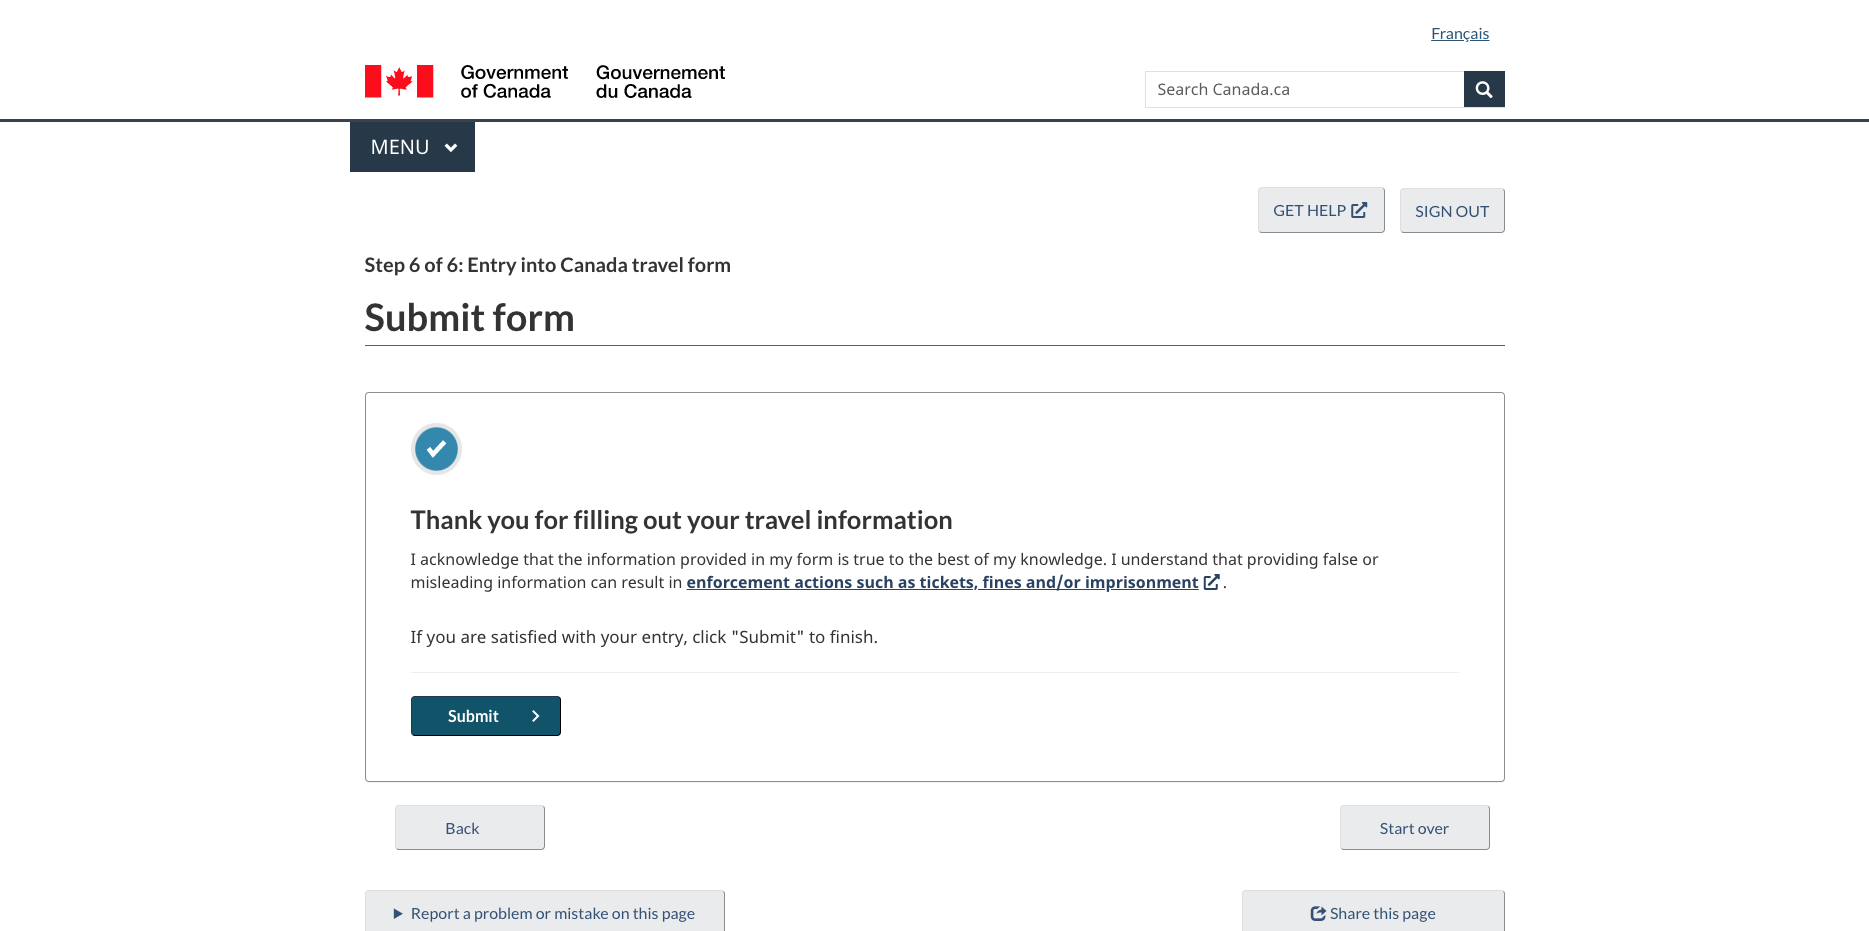 Français
Government of Canada
Gouvernement du Canada
Search Canada.ca
MENU
GET HELP
SIGN OUT
Step 6 of 6: Entry into Canada travel form
Submit form
Thank you for filling out your travel information
I acknowledge that the information provided in my form is true to the best of my knowledge. I understand that providing false or
misleading information can result in enforcement actions such as tickets, fines and/or imprisonment .
If you are satisfied with your entry, click "Submit" to finish.
Submit
Back
Start over
Report a problem or mistake on this page
Share this page